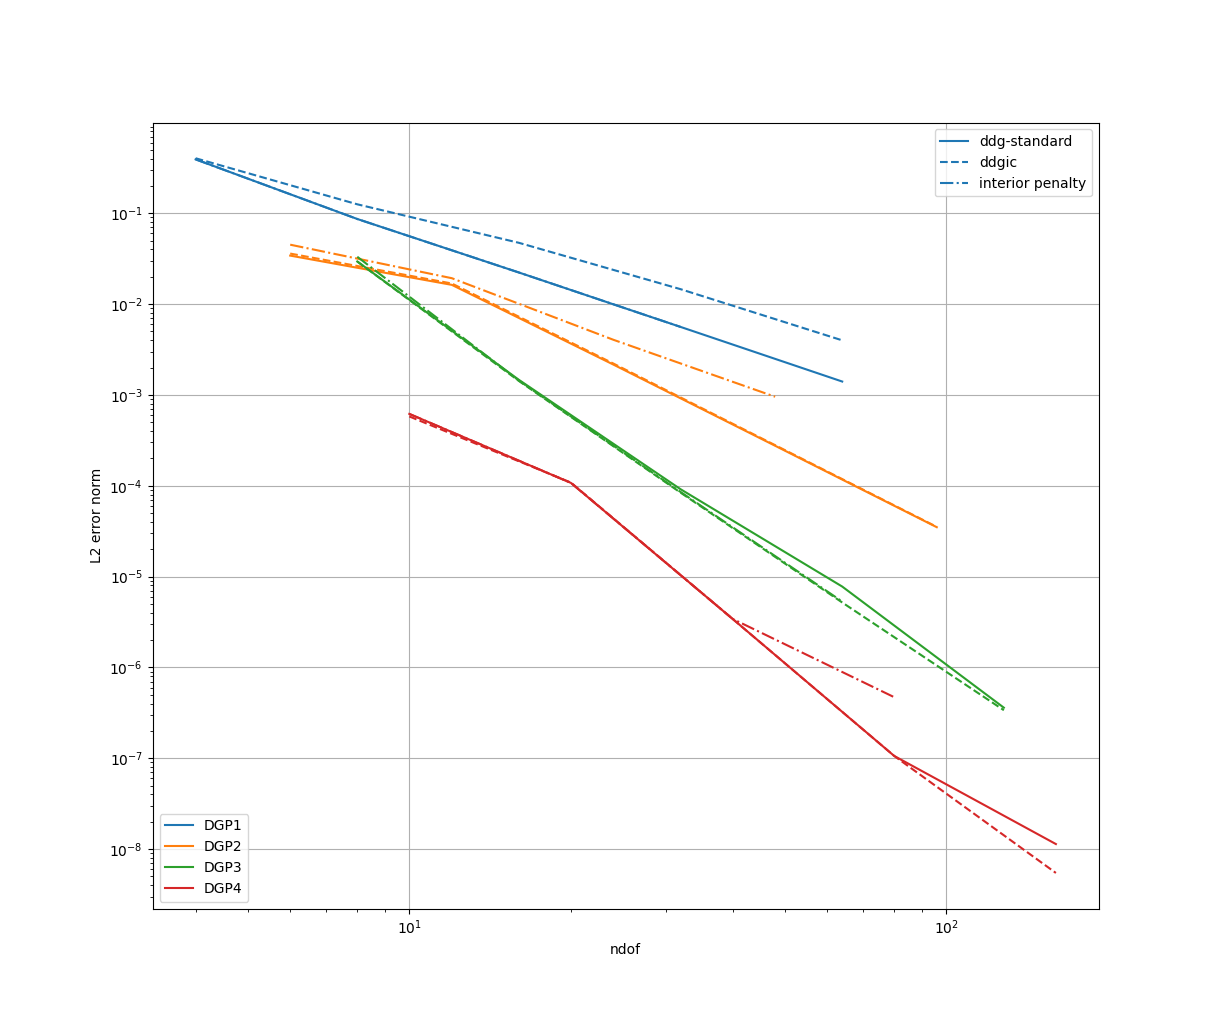 ddg-standard
ddgic
interior penalty
10⁻¹
10⁻²
10⁻³
10⁻⁴
10⁻⁵
10⁻⁶
10⁻⁷
10⁻⁸
L2 error norm
DGP1
DGP2
DGP3
DGP4
10¹
10²
ndof